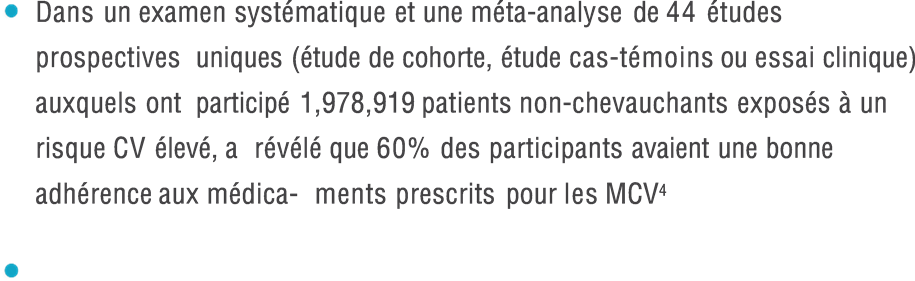 • Dans un examen systématique et une méta-analyse de 44 études
prospectives uniques (étude de cohorte, étude cas-témoins ou essai clinique)
auxquels ont participé 1,978,919 patients non-chevauchants exposés à un
risque CV élevé, a révélé que 60% des participants avaient une bonne
adhérence aux médica- ments prescrits pour les MCV⁴
•